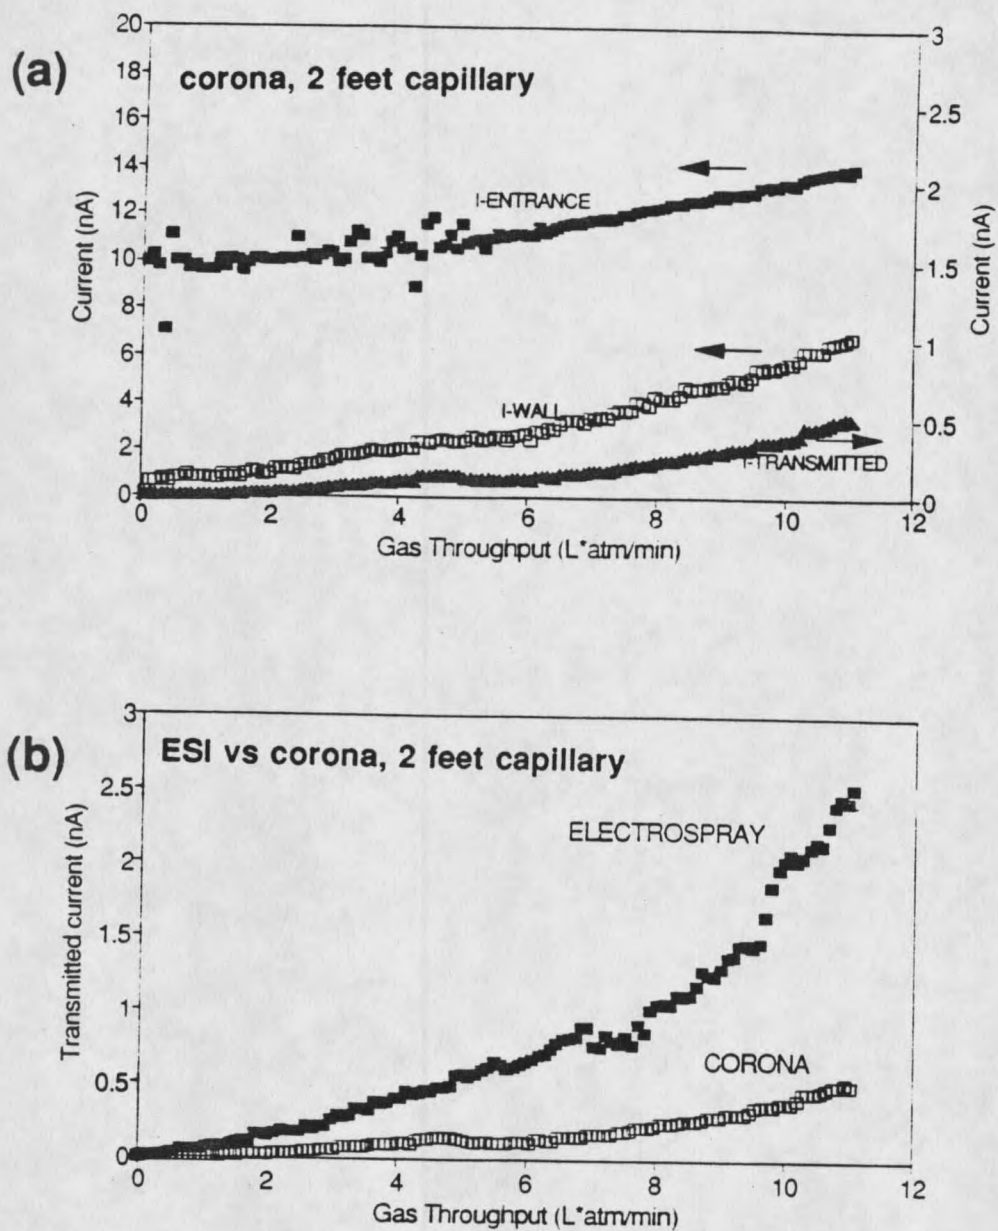 (a)
corona, 2 feet capillary
20
18
16
14
12
10
8
6
4
2
0
Current (nA)
I-ENTRANCE
I-WALL
I-TRANSMITTED
3
2.5
2
1.5
1
0.5
0
Current (nA)
0 2 4 6 8 10 12
Gas Throughput (L*atm/min)
(b)
ESI vs corona, 2 feet capillary
3
2.5
2
1.5
1
0.5
0
Transmitted current (nA)
ELECTROSPRAY
CORONA
0 2 4 6 8 10 12
Gas Throughput (L*atm/min)